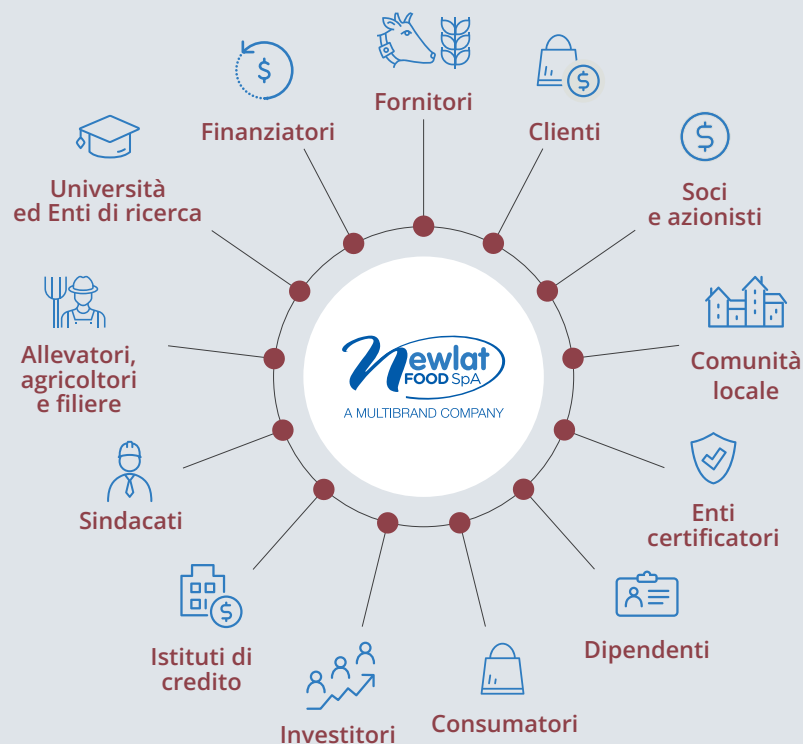 Fornitori
Clienti
Soci
e azionisti
Comunità
locale
Enti
certificatori
Dipendenti
Consumatori
Investitori
Istituti di
credito
Sindacati
Allevatori,
agricoltori
e filiere
Università
ed Enti di ricerca
Finanziatori
Newlat
FOOD SpA
A MULTIBRAND COMPANY